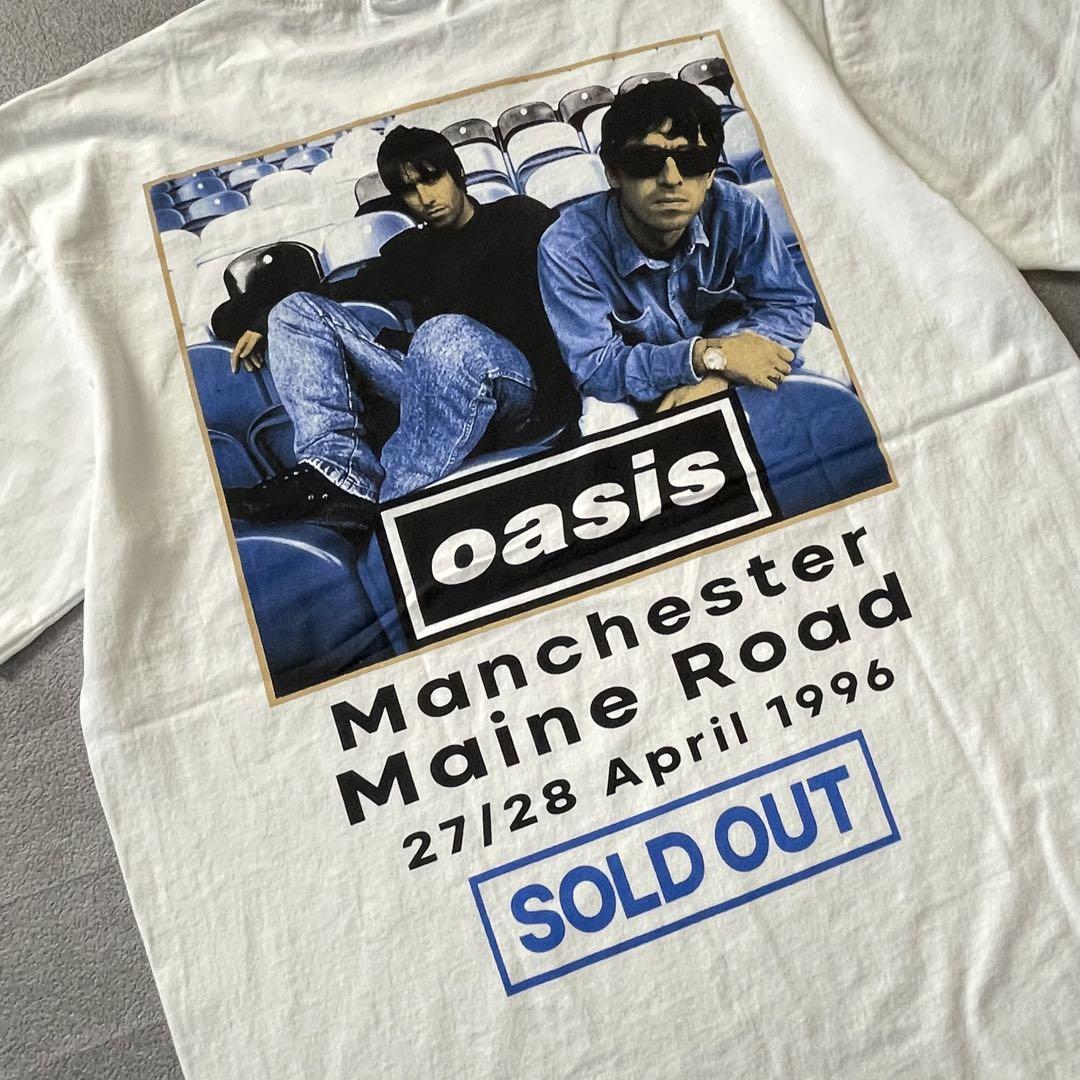 oasis
Manchester
Maine Road
27/28 April 1996
SOLD OUT